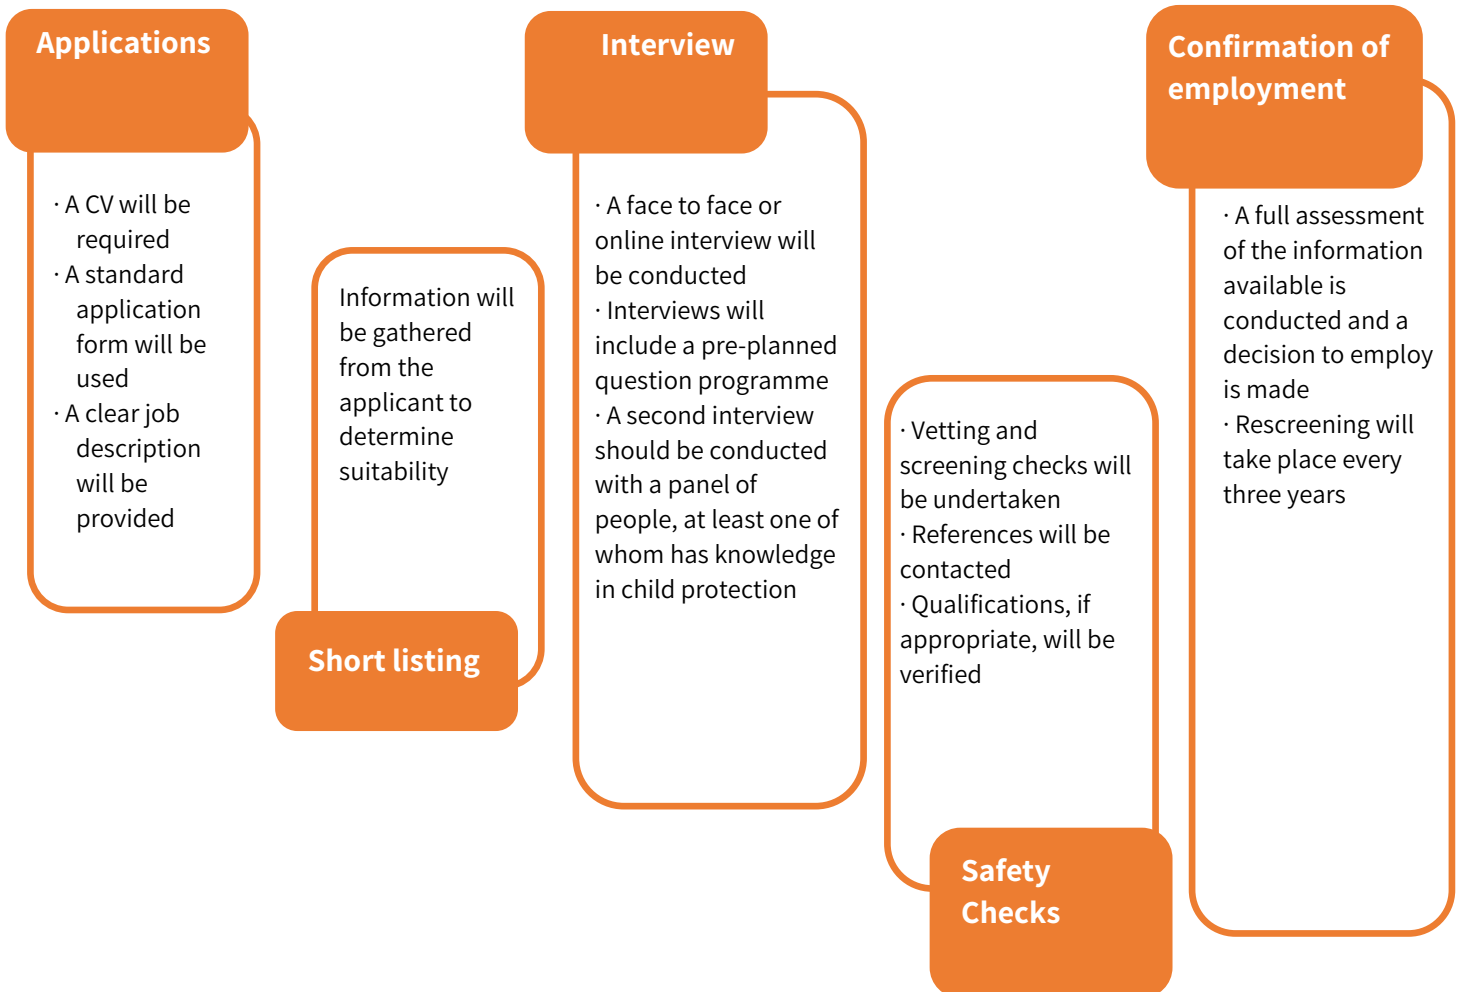 Applications
· A CV will be
required
· A standard
application
form will be
used
· A clear job
description
will be
provided
Information will
be gathered
from the
applicant to
determine
suitability
Short listing
Interview
· A face to face or
online interview will
be conducted
· Interviews will
include a pre-planned
question programme
· A second interview
should be conducted
with a panel of
people, at least one of
whom has knowledge
in child protection
· Vetting and
screening checks will
be undertaken
· References will be
contacted
· Qualifications, if
appropriate, will be
verified
Safety
Checks
Confirmation of
employment
· A full assessment
of the information
available is
conducted and a
decision to employ
is made
· Rescreening will
take place every
three years